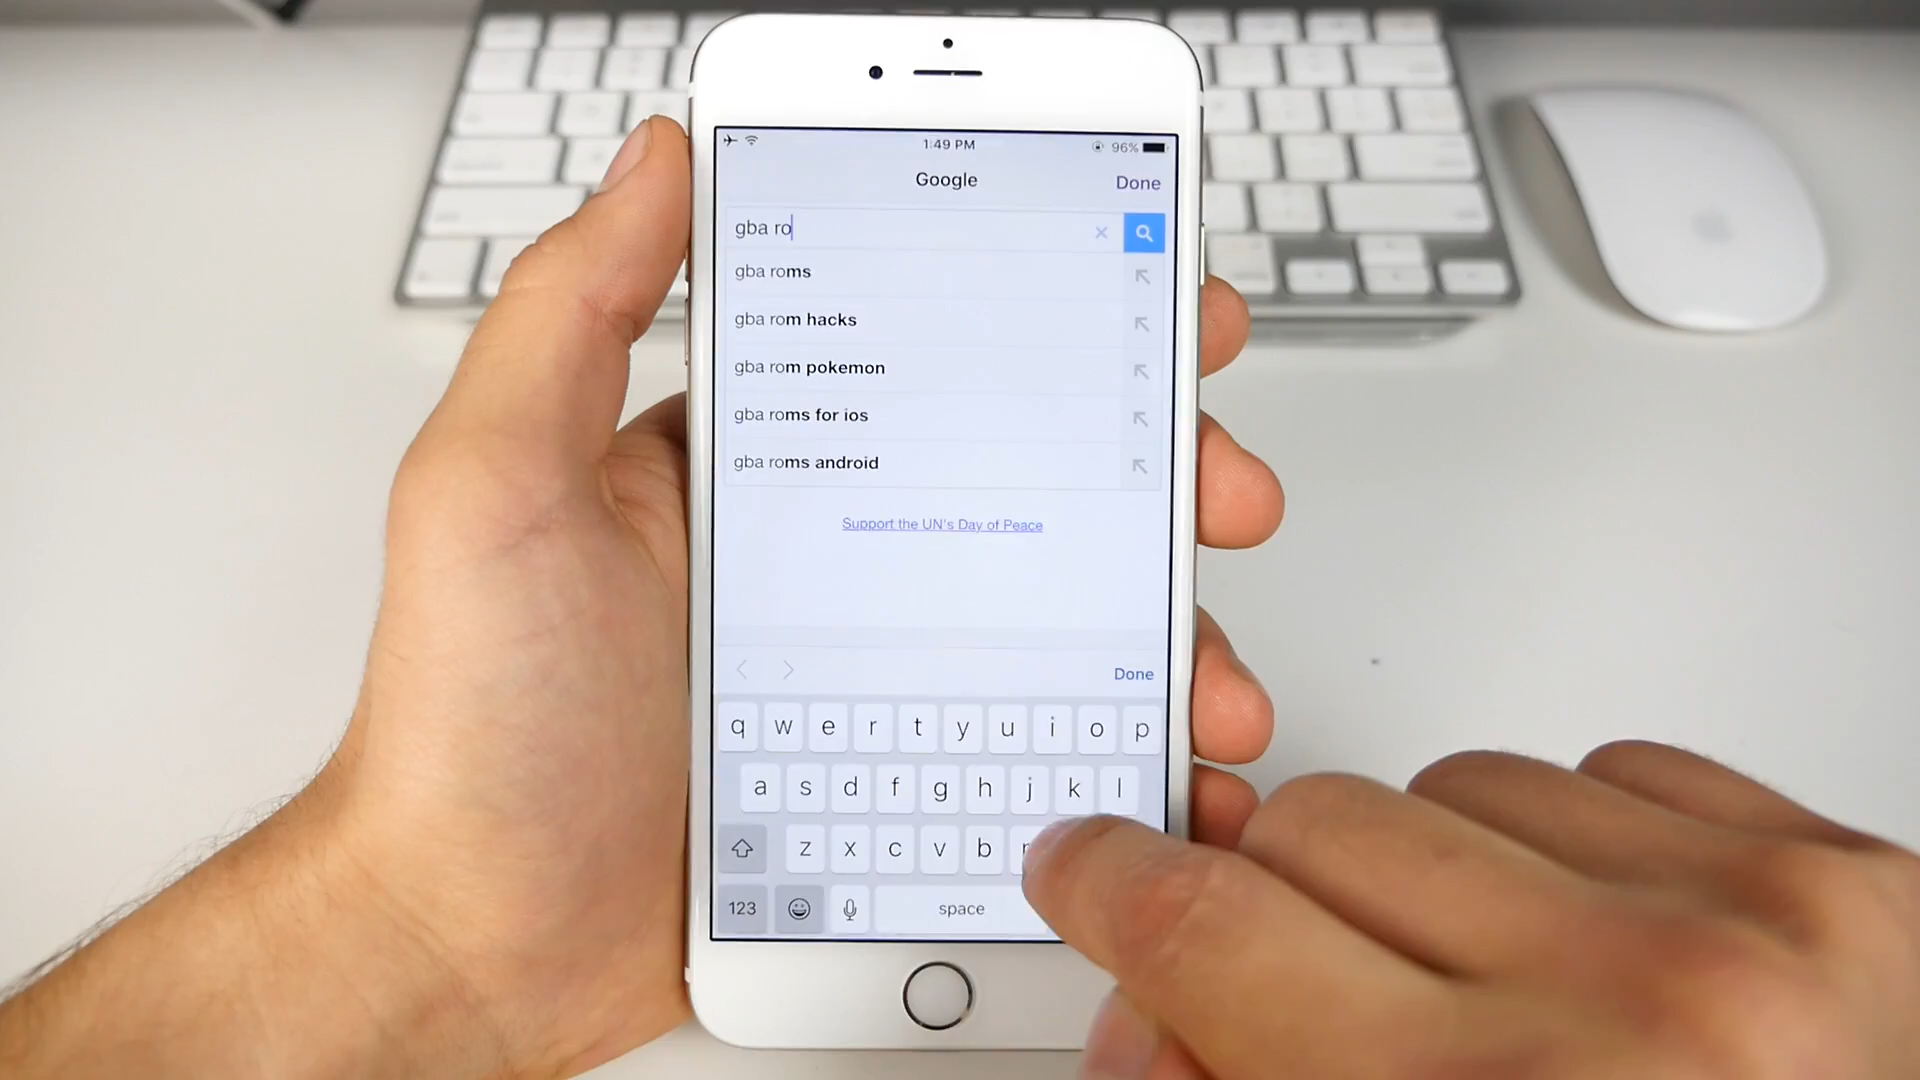 1:49 PM
96%
Google
Done
gba ro
gba roms
gba rom hacks
gba rom pokemon
gba roms for ios
gba roms android
Support the UN's Day of Peace
Done
q w e r t y u i o p
a s d f g h j k l
z x c v b
123
space